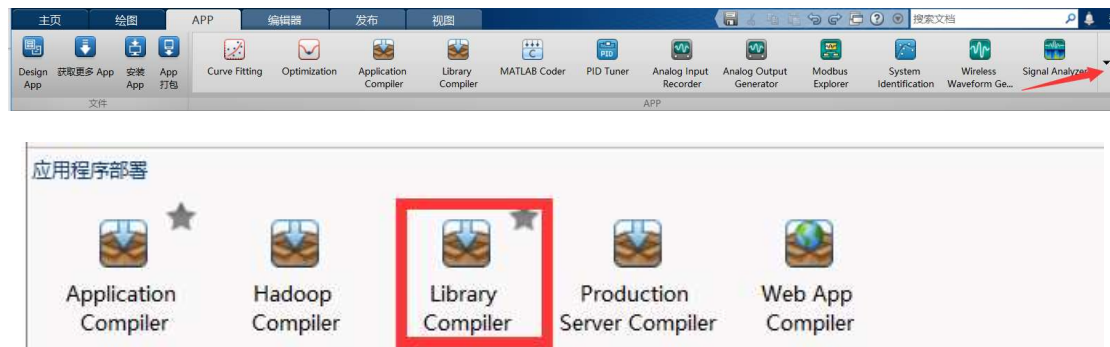 主页 绘图 APP 编辑器 发布 视图 搜索文档
Design App 获取更多 App 安装 App App 打包 Curve Fitting Optimization Application Compiler Library Compiler MATLAB Coder PID Tuner Analog Input Recorder Analog Output Generator Modbus Explorer System Identification Wireless Waveform Ge... Signal Analyzer
文件 APP
应用程序部署
Application Compiler Hadoop Compiler Library Compiler Production Server Compiler Web App Compiler